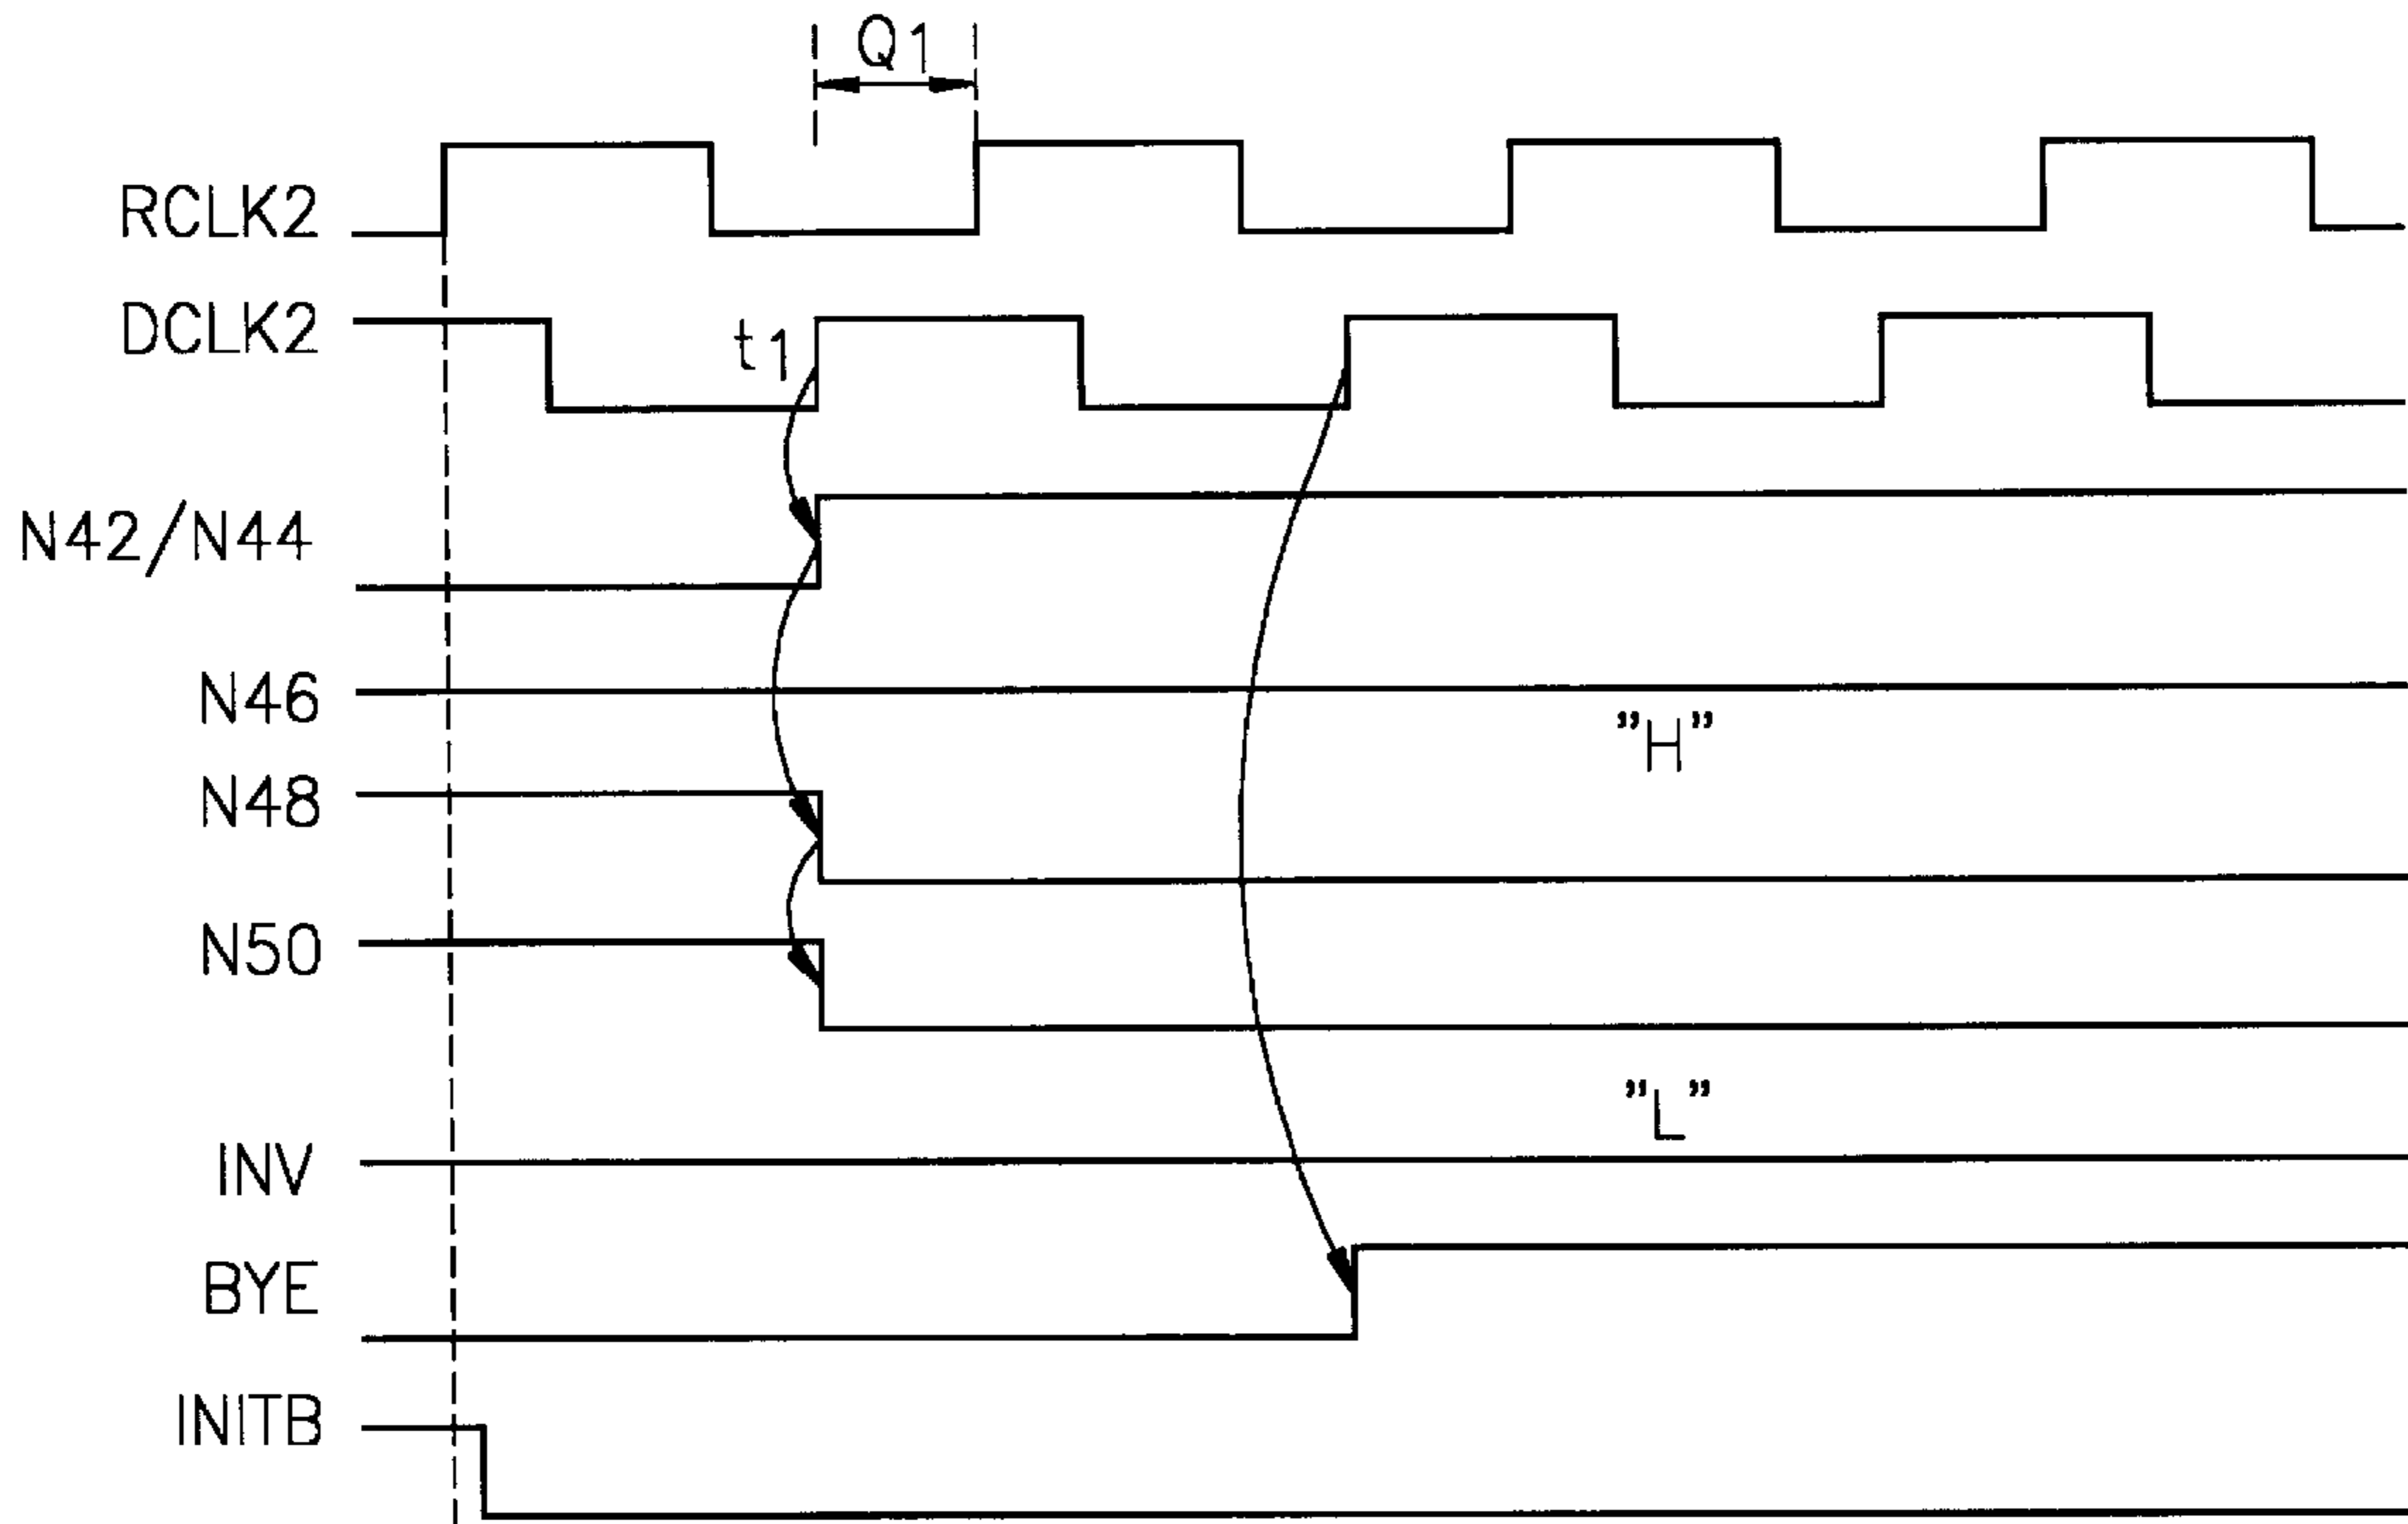 Q1
RCLK2
DCLK2
t1
N42/N44
N46
"H"
N48
N50
"L"
INV
BYE
INITB